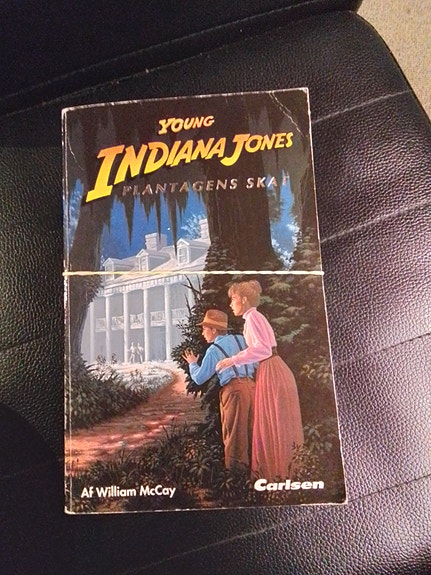 YOUNG
INDIANA JONES
PLANTAGENS SKAT
Af William McCay
Carlsen